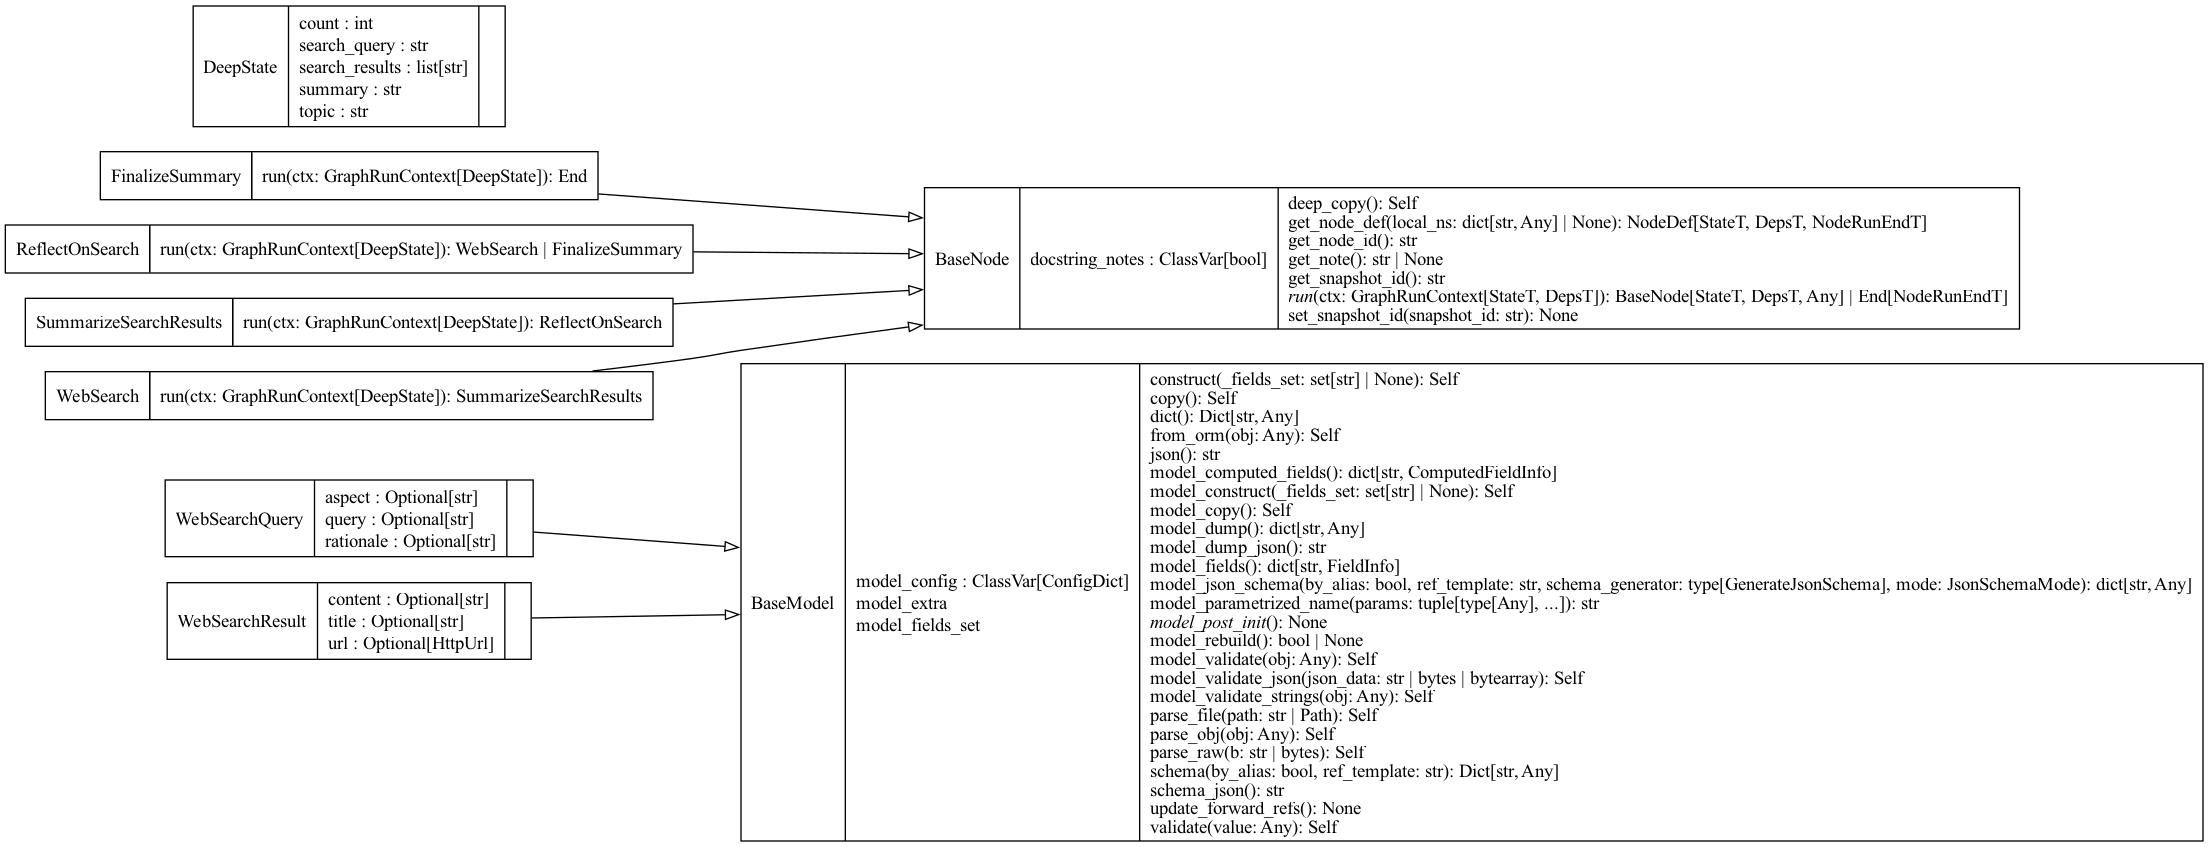 DeepState
count : int
search_query : str
search_results : list[str]
summary : str
topic : str
FinalizeSummary
run(ctx: GraphRunContext[DeepState]): End
ReflectOnSearch
run(ctx: GraphRunContext[DeepState]): WebSearch | FinalizeSummary
SummarizeSearchResults
run(ctx: GraphRunContext[DeepState]): ReflectOnSearch
WebSearch
run(ctx: GraphRunContext[DeepState]): SummarizeSearchResults
BaseNode
docstring_notes : ClassVar[bool]
deep_copy(): Self
get_node_def(local_ns: dict[str, Any] | None): NodeDef[StateT, DepsT, NodeRunEndT]
get_node_id(): str
get_note(): str | None
get_snapshot_id(): str
run(ctx: GraphRunContext[StateT, DepsT]): BaseNode[StateT, DepsT, Any] | End[NodeRunEndT]
set_snapshot_id(snapshot_id: str): None
WebSearchQuery
aspect : Optional[str]
query : Optional[str]
rationale : Optional[str]
WebSearchResult
content : Optional[str]
title : Optional[str]
url : Optional[HttpUrl]
BaseModel
model_config : ClassVar[ConfigDict]
model_extra
model_fields_set
construct(_fields_set: set[str] | None): Self
copy(): Self
dict(): Dict[str, Any]
from_orm(obj: Any): Self
json(): str
model_computed_fields(): dict[str, ComputedFieldInfo]
model_construct(_fields_set: set[str] | None): Self
model_copy(): Self
model_dump(): dict[str, Any]
model_dump_json(): str
model_fields(): dict[str, FieldInfo]
model_json_schema(by_alias: bool, ref_template: str, schema_generator: type[GenerateJsonSchema], mode: JsonSchemaMode): dict[str, Any]
model_parametrized_name(params: tuple[type[Any], ...]): str
model_post_init(): None
model_rebuild(): bool | None
model_validate(obj: Any): Self
model_validate_json(json_data: str | bytes | bytearray): Self
model_validate_strings(obj: Any): Self
parse_file(path: str | Path): Self
parse_obj(obj: Any): Self
parse_raw(b: str | bytes): Self
schema(by_alias: bool, ref_template: str): Dict[str, Any]
schema_json(): str
update_forward_refs(): None
validate(value: Any): Self